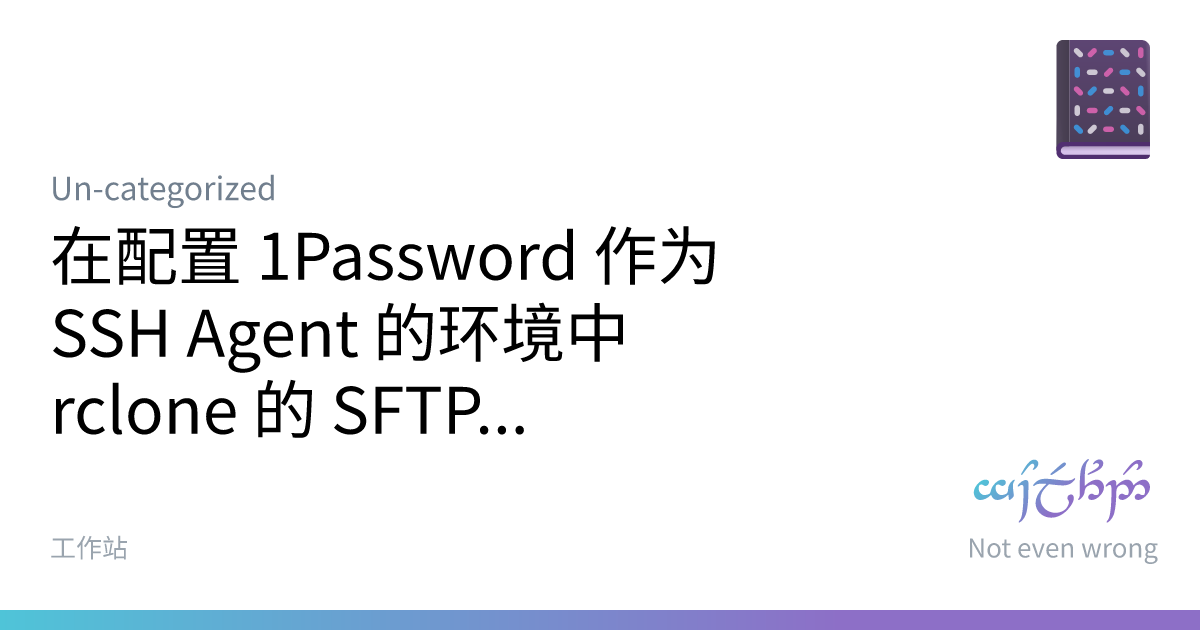 Un-categorized
在配置 1Password 作为
SSH Agent 的环境中
rclone 的 SFTP...
工作站
Not even wrong